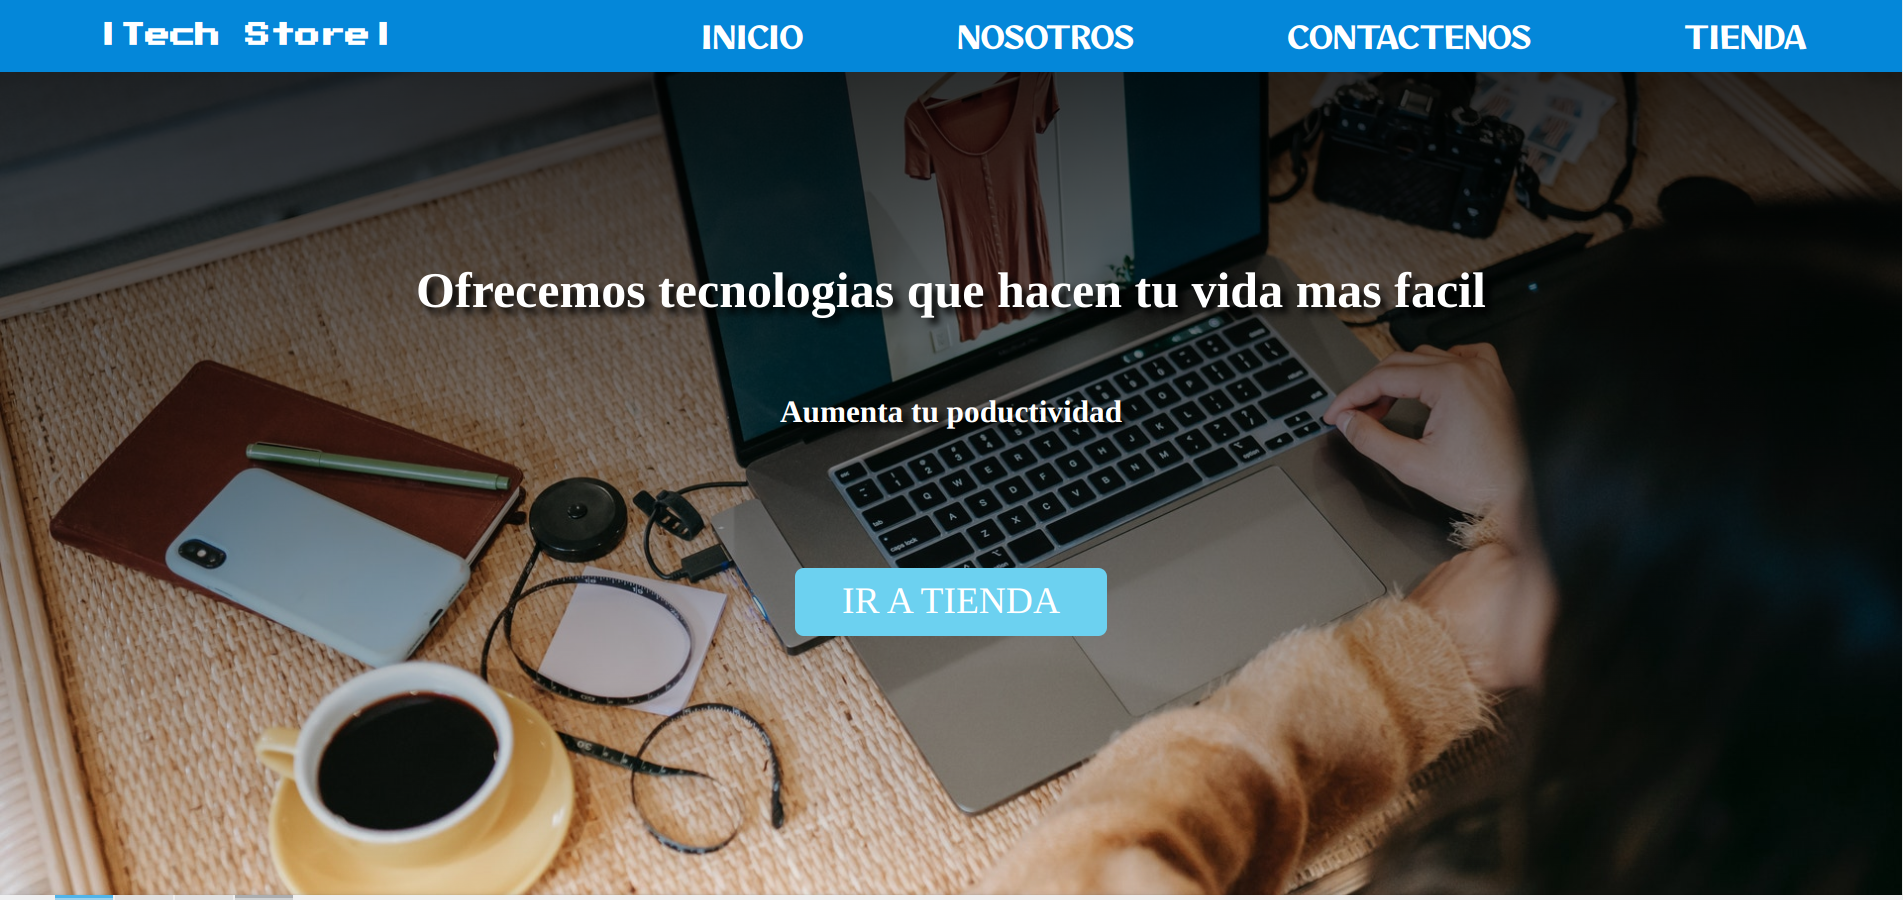 |Tech Store|
INICIO
NOSOTROS
CONTACTENOS
TIENDA
Ofrecemos tecnologias que hacen tu vida mas facil
Aumenta tu poductividad
IR A TIENDA